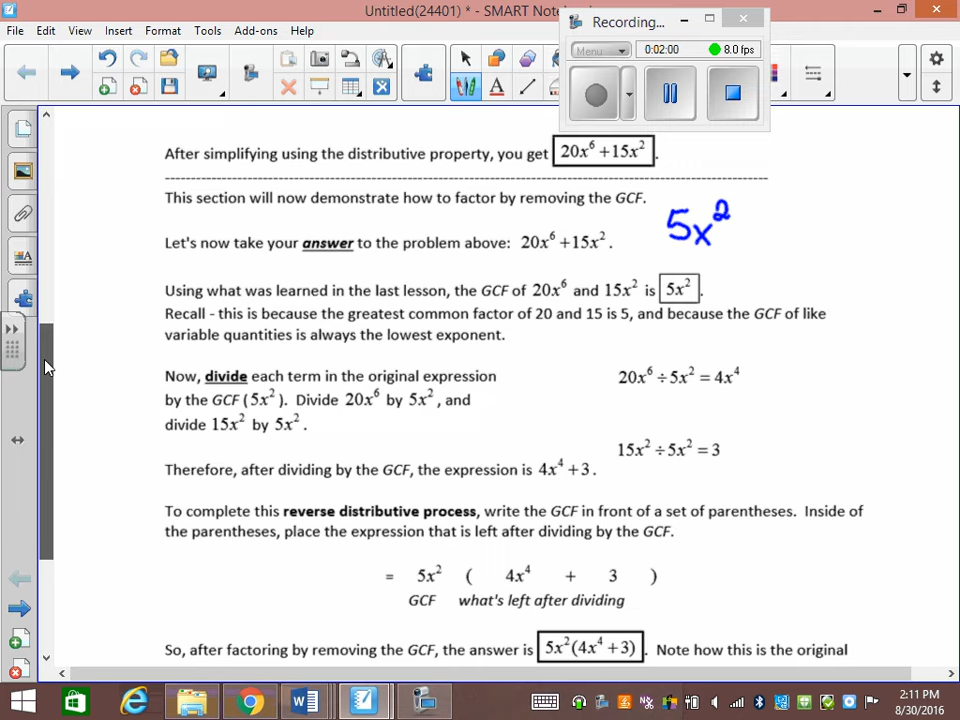 Untitled(24401) * - SMART Notebook
Recording...
File Edit View Insert Format Tools Add-ons Help
Menu 0:02:00 8.0 fps
After simplifying using the distributive property, you get 20x⁶ +15x² .
--------------------------------------------------------------------------------
This section will now demonstrate how to factor by removing the GCF.
5x²
Let's now take your answer to the problem above: 20x⁶ +15x² .
Using what was learned in the last lesson, the GCF of 20x⁶ and 15x² is 5x² .
Recall - this is because the greatest common factor of 20 and 15 is 5, and because the GCF of like
variable quantities is always the lowest exponent.
Now, divide each term in the original expression
20x⁶ ÷ 5x² = 4x⁴
by the GCF ( 5x² ). Divide 20x⁶ by 5x² , and
divide 15x² by 5x² .
15x² ÷ 5x² = 3
Therefore, after dividing by the GCF, the expression is 4x⁴ + 3 .
To complete this reverse distributive process, write the GCF in front of a set of parentheses. Inside of
the parentheses, place the expression that is left after dividing by the GCF.
= 5x² ( 4x⁴ + 3 )
GCF what's left after dividing
So, after factoring by removing the GCF, the answer is 5x²(4x⁴ + 3) . Note how this is the original
2:11 PM
8/30/2016